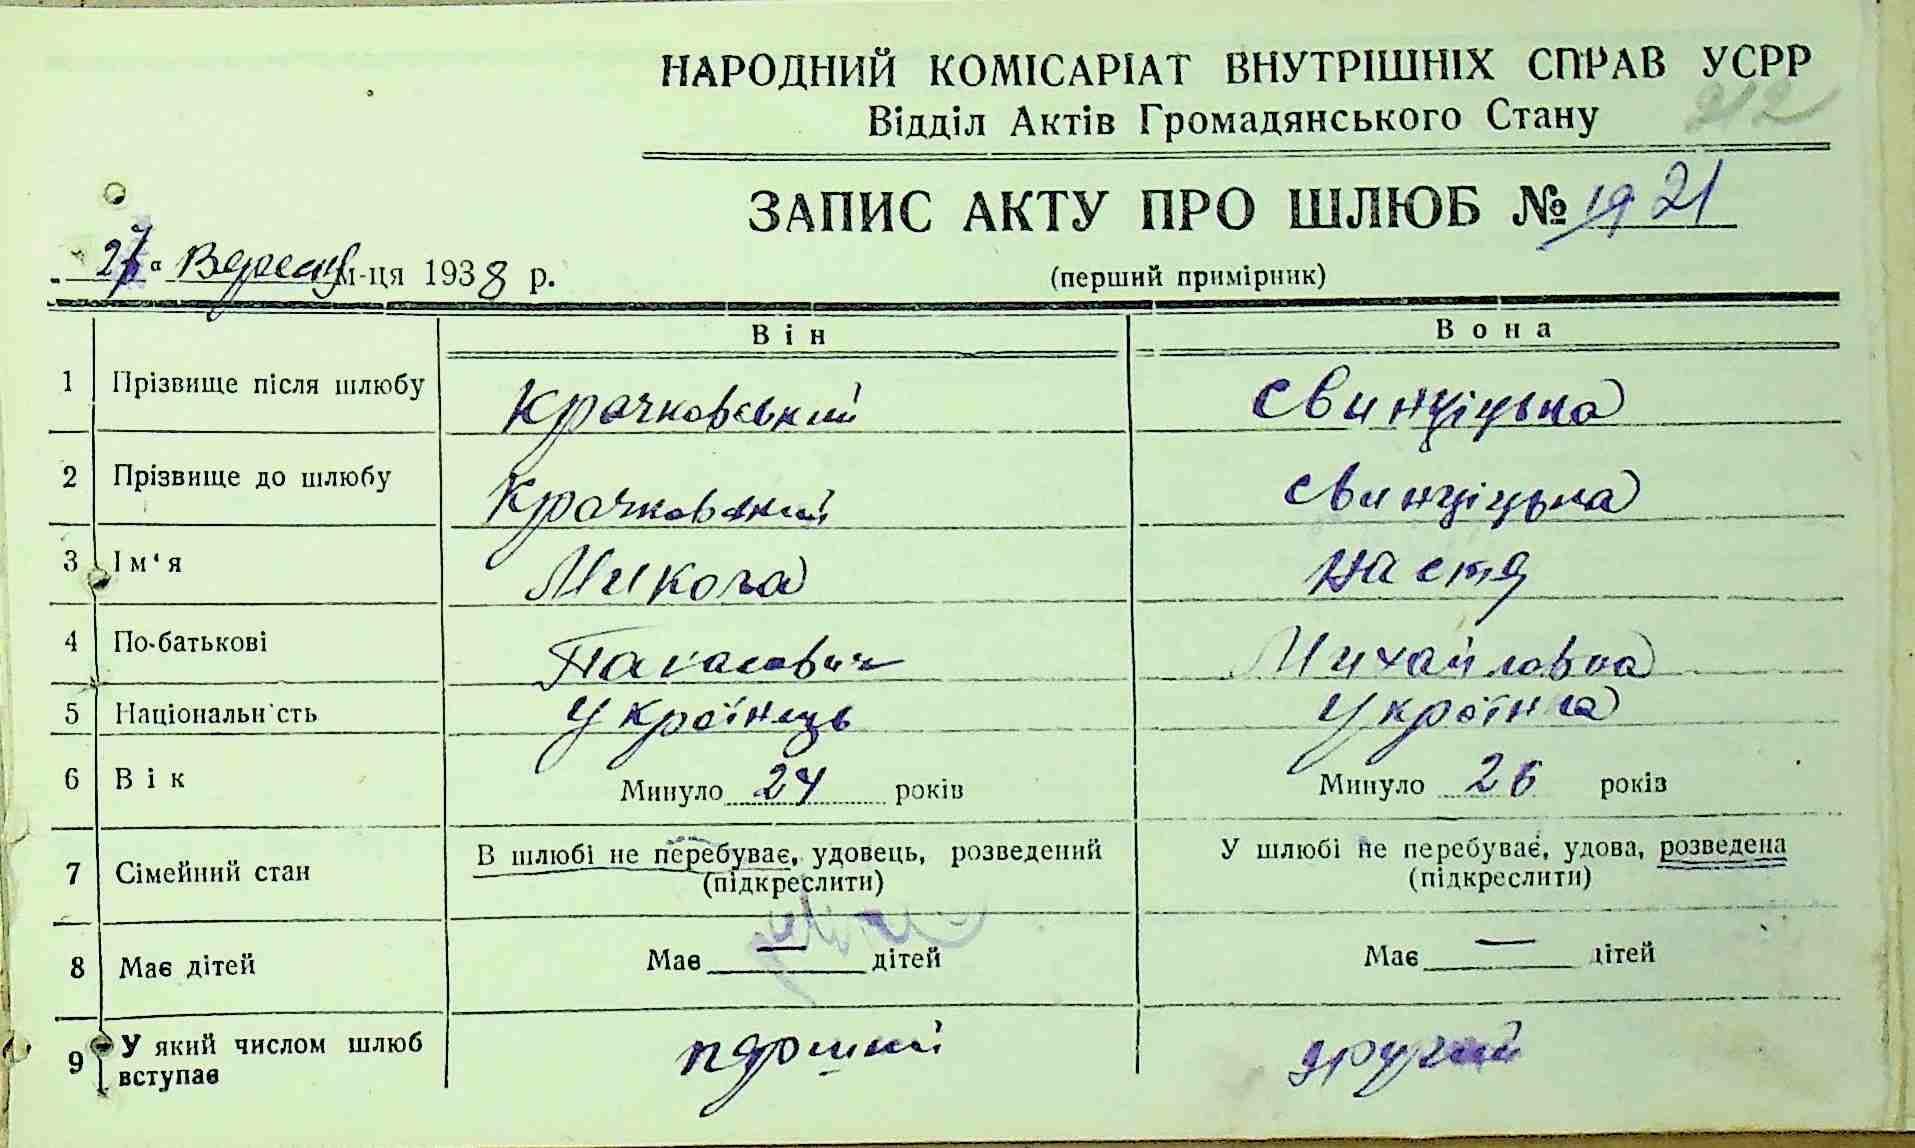 НАРОДНИЙ КОМІСАРІАТ ВНУТРІШНІХ СПРАВ УСРР
Відділ Актів Громадянського Стану
212
ЗАПИС АКТУ ПРО ШЛЮБ № 1921
„27“ Вересня м-ця 1938 р.
(перший примірник)
Він Вона
1 Прізвище після шлюбу Крачковський Свинціцька
2 Прізвище до шлюбу Крачковський Свинціцька
3 Ім'я Микола Настя
4 По-батькові Михайловна
5 Національність Українець Українка
6 Вік Минуло 24 років Минуло 26 років
7 Сімейний стан В шлюбі не перебуває, удовець, розведений У шлюбі не перебуває, удова, розведена
(підкреслити) (підкреслити)
8 Має дітей Має — дітей Має — дітей
9 У який числом шлюб вступає перший другий